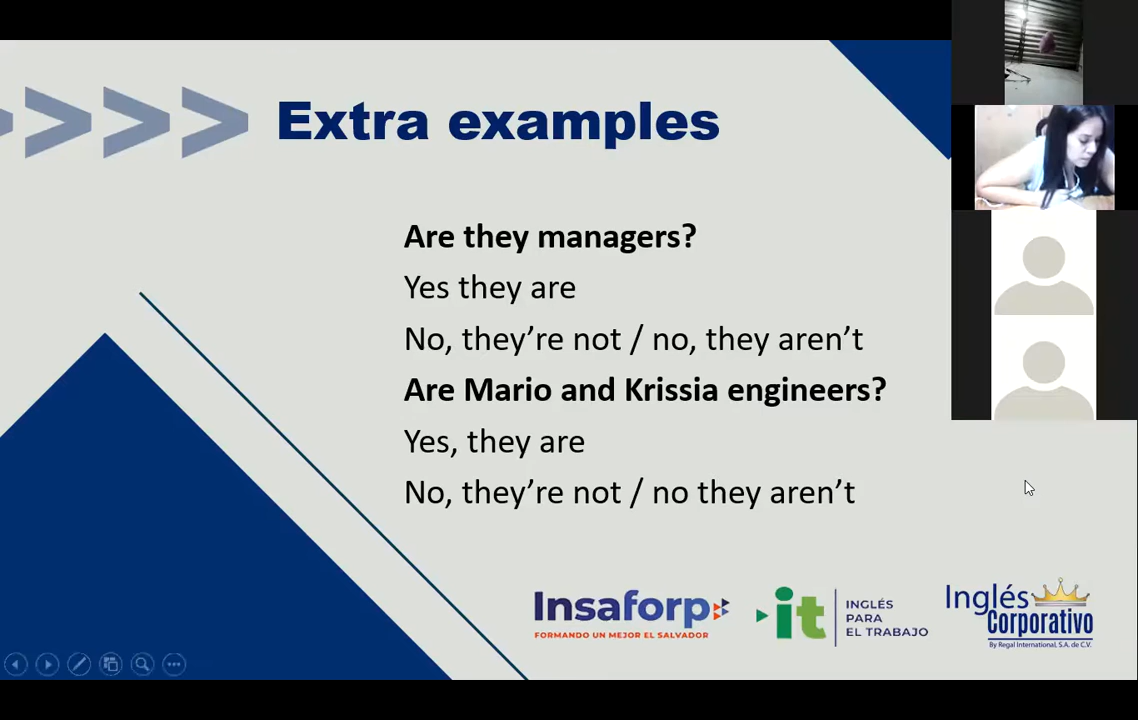 Extra examples
Are they managers?
Yes they are
No, they're not / no, they aren't
Are Mario and Krissia engineers?
Yes, they are
No, they're not / no they aren't
Insaforp
FORMANDO UN MEJOR EL SALVADOR
it
INGLÉS
PARA
EL TRABAJO
Inglés
Corporativo
By Regal International, S.A. de C.V.